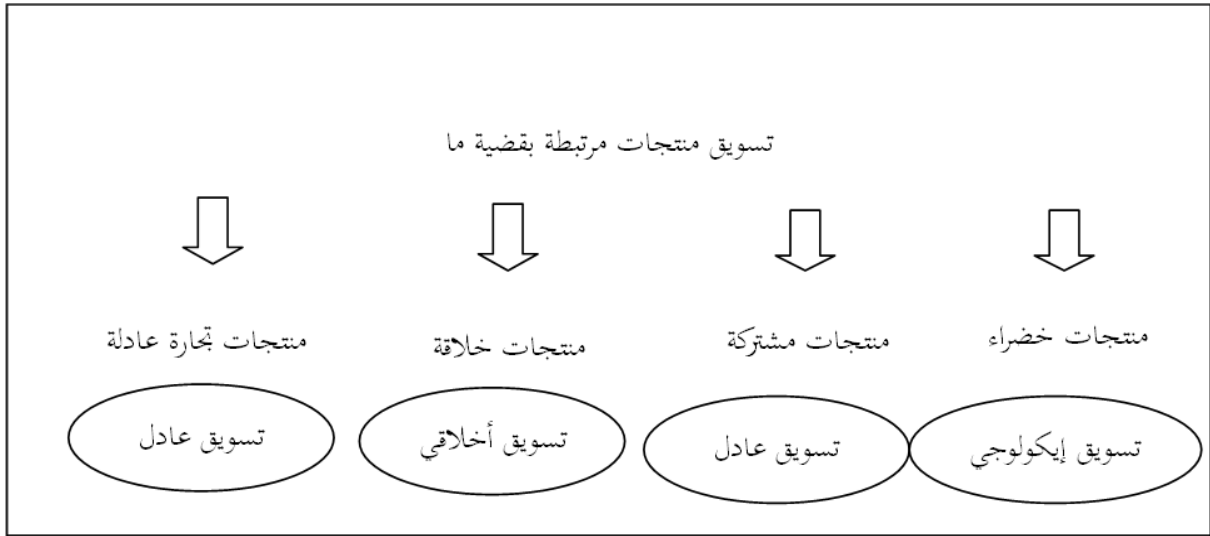 تسويق منتجات مرتبطة بقضية ما
منتجات خضراء
منتجات مشتركة
منتجات خلاقة
منتجات تجارة عادلة
تسويق إيكولوجي
تسويق عادل
تسويق أخلاقي
تسويق عادل